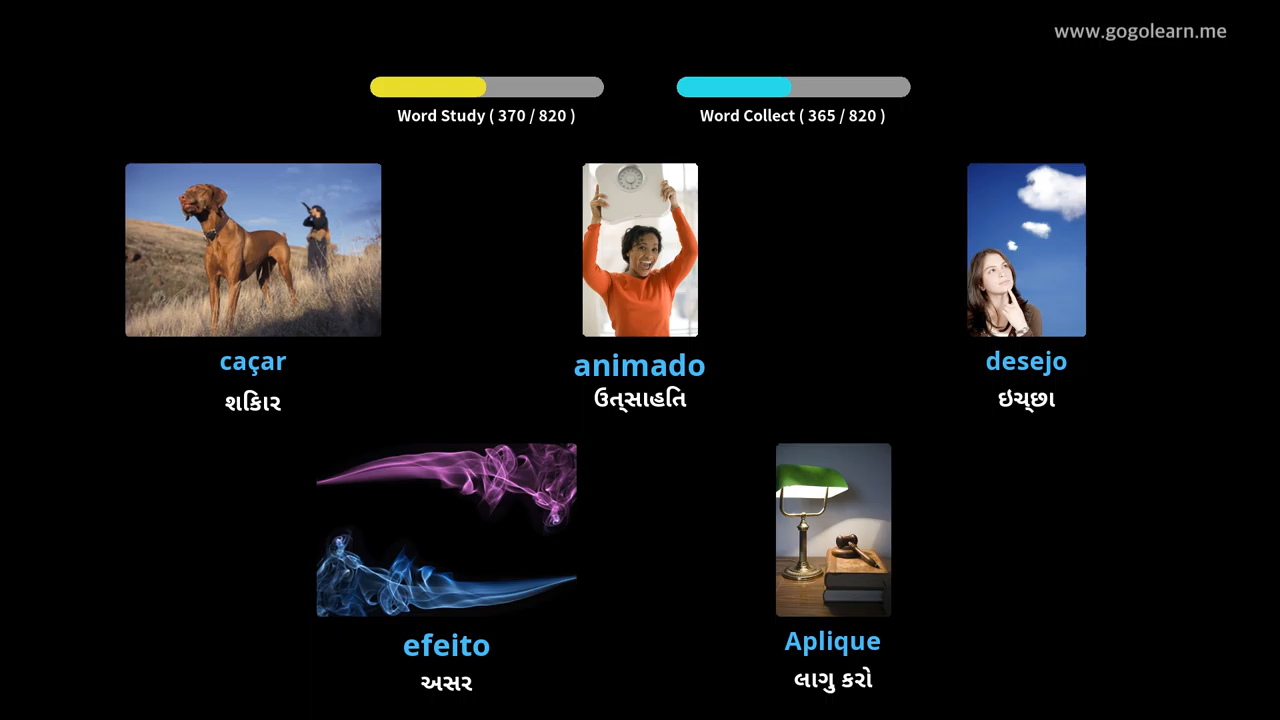 www.gogolearn.me
Word Study ( 370 / 820 )
Word Collect ( 365 / 820 )
caçar
શિકાર
animado
ઉત્સાહિત
desejo
ઇચ્છા
efeito
અસર
Aplique
લાગુ કરો